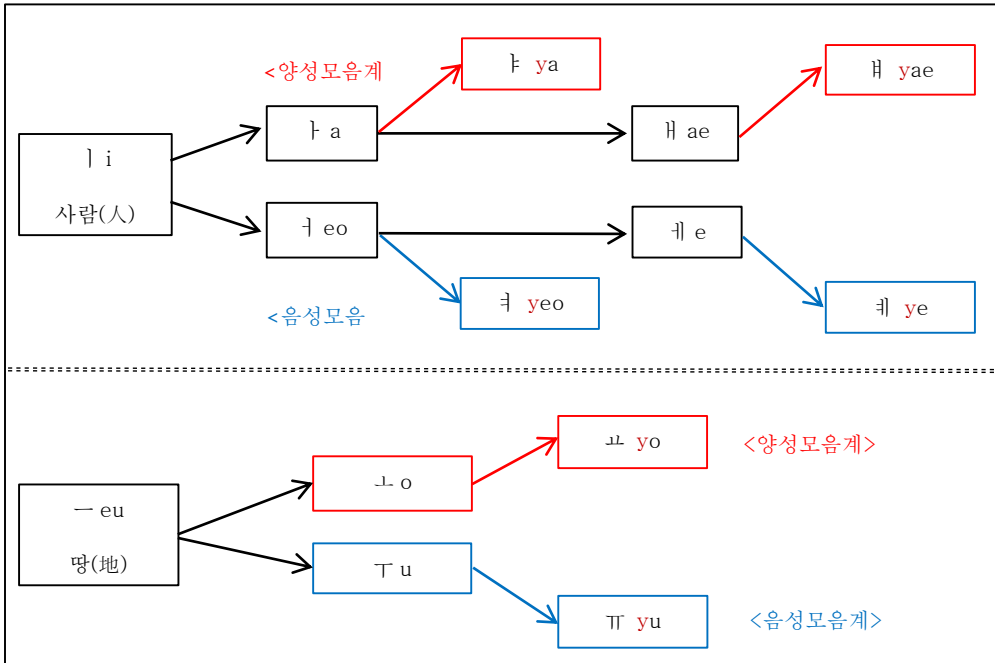 <양성모음계
ㅑ ya
ㅒ yae
ㅏ a
ㅐ ae
ㅣ i
사람(人)
ㅓ eo
ㅔ e
<음성모음
ㅕ yeo
ㅖ ye
ㅛ yo
<양성모음계>
ㅗ o
ㅡ eu
땅(地)
ㅜ u
ㅠ yu
<음성모음계>